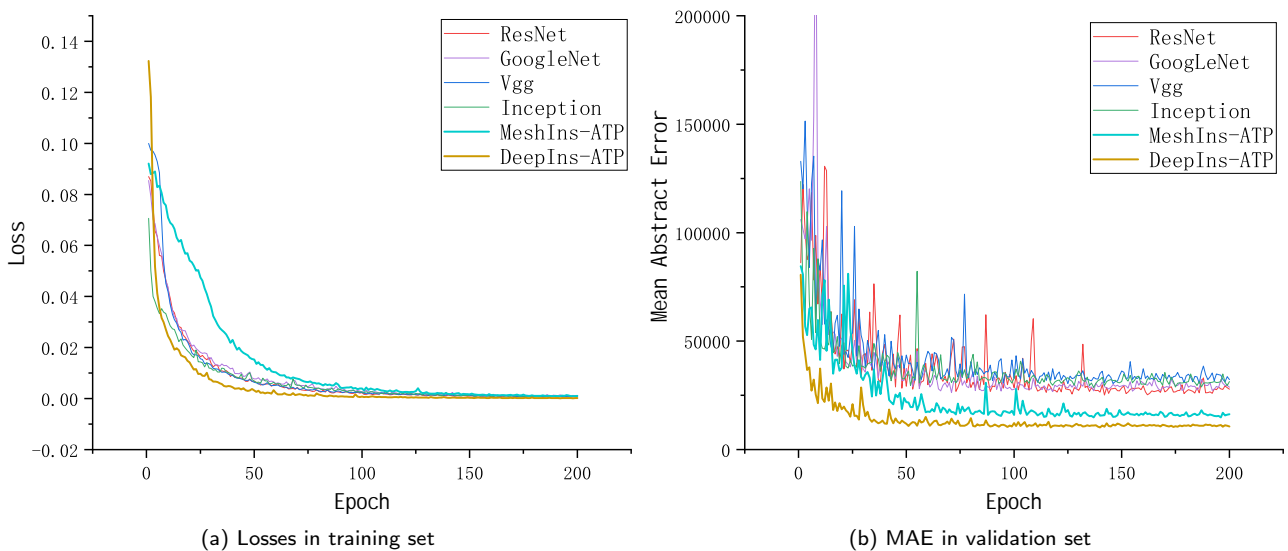 0.14
0.12
0.10
0.08
0.06
0.04
0.02
0.00
-0.02
Loss
0
50
100
150
200
Epoch
ResNet
GoogleNet
Vgg
Inception
MeshIns-ATP
DeepIns-ATP
(a) Losses in training set
200000
150000
100000
50000
0
Mean Abstract Error
0
50
100
150
200
Epoch
ResNet
GoogLeNet
Vgg
Inception
MeshIns-ATP
DeepIns-ATP
(b) MAE in validation set